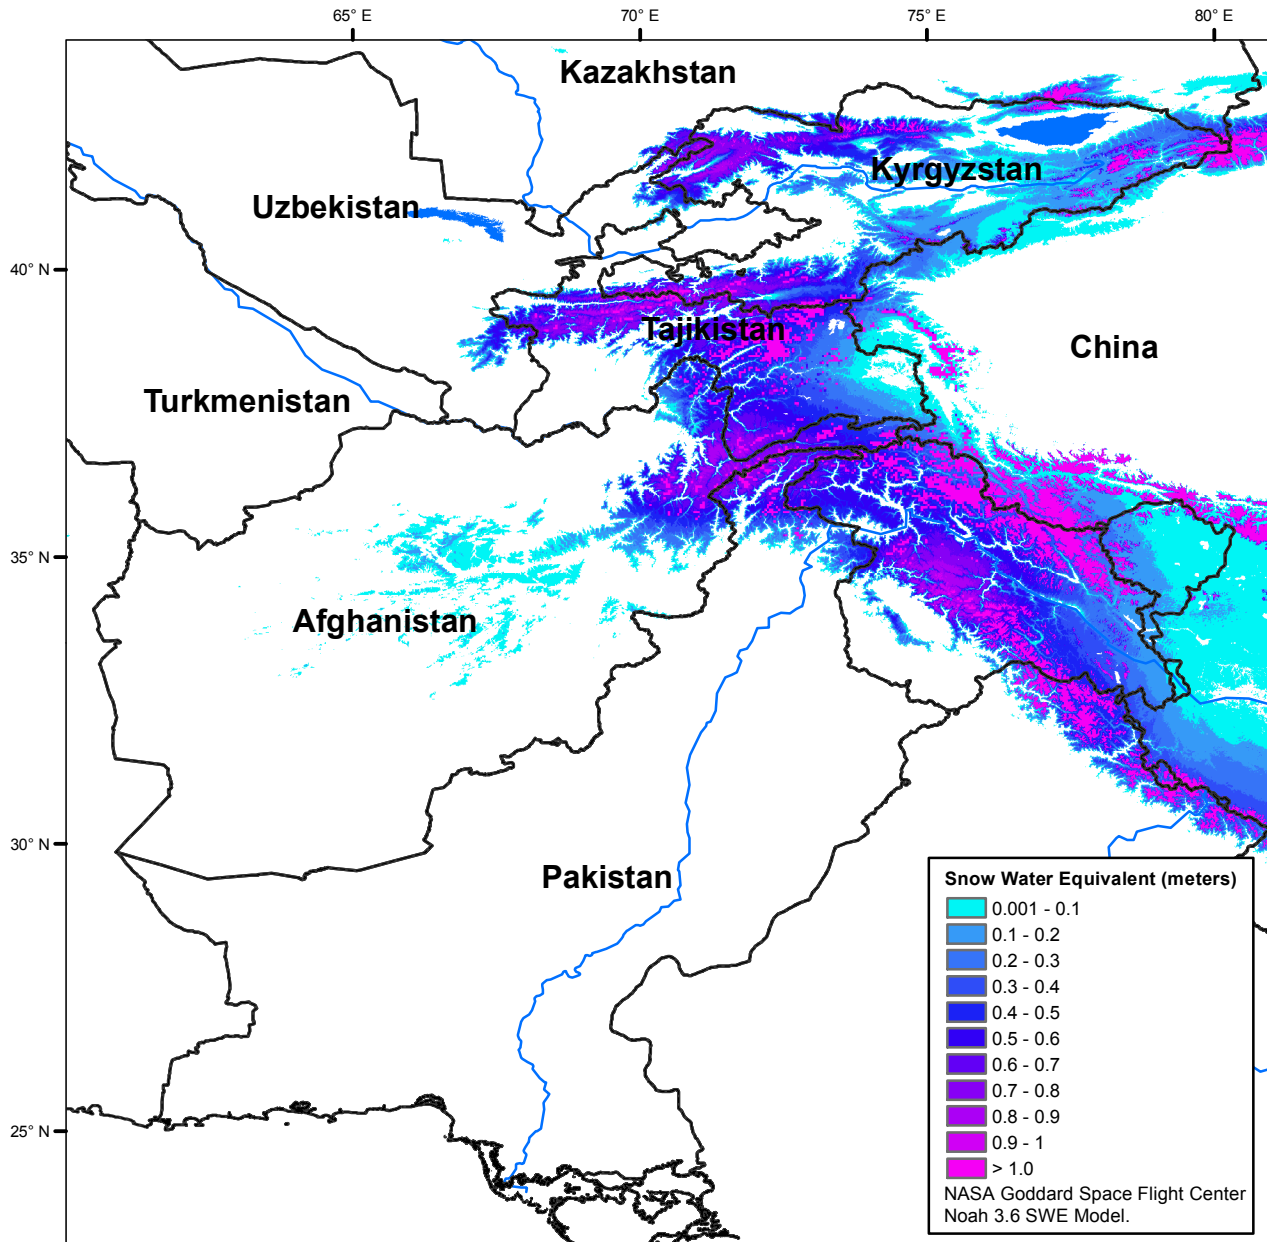 65° E
70° E
75° E
80° E
Kazakhstan
Kyrgyzstan
Uzbekistan
40° N
Tajikistan
China
Turkmenistan
35° N
Afghanistan
30° N
Pakistan
25° N
Snow Water Equivalent (meters)
0.001 - 0.1
0.1 - 0.2
0.2 - 0.3
0.3 - 0.4
0.4 - 0.5
0.5 - 0.6
0.6 - 0.7
0.7 - 0.8
0.8 - 0.9
0.9 - 1
> 1.0
NASA Goddard Space Flight Center
Noah 3.6 SWE Model.